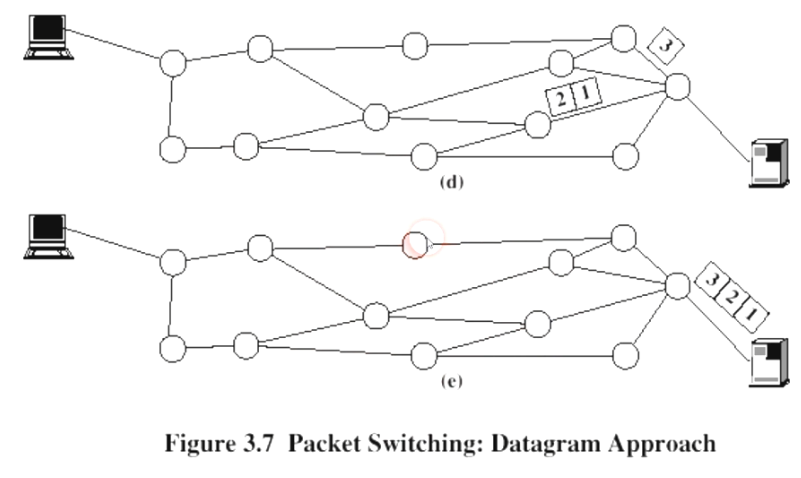 3
2 1
(d)
3 2 1
(e)
Figure 3.7 Packet Switching: Datagram Approach